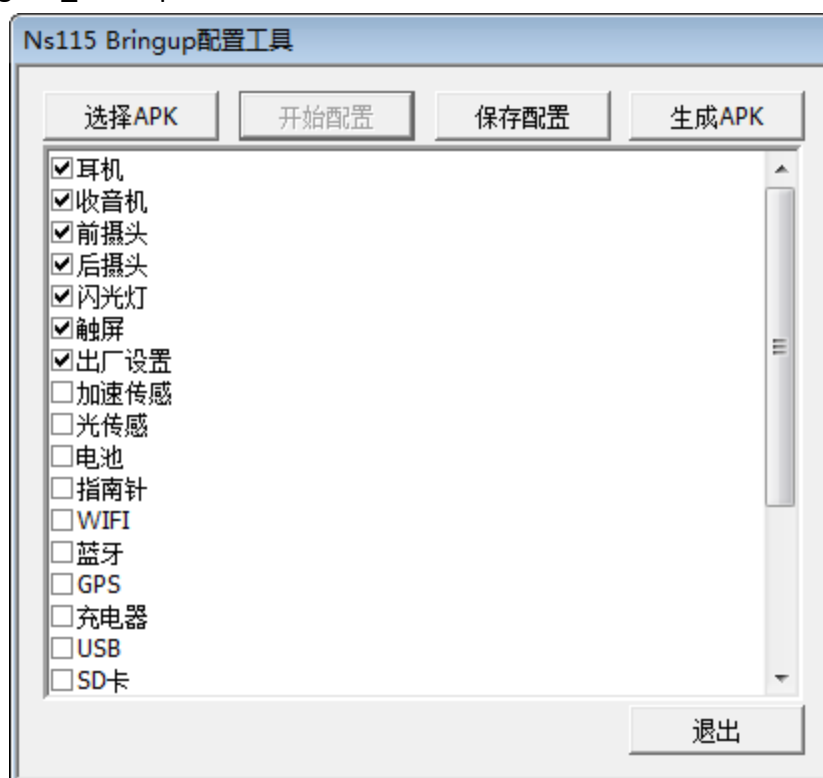 Ns115 Bringup配置工具
选择APK 开始配置 保存配置 生成APK
耳机
收音机
前摄头
后摄头
闪光灯
触屏
出厂设置
加速传感
光传感
电池
指南针
WIFI
蓝牙
GPS
充电器
USB
SD卡
退出